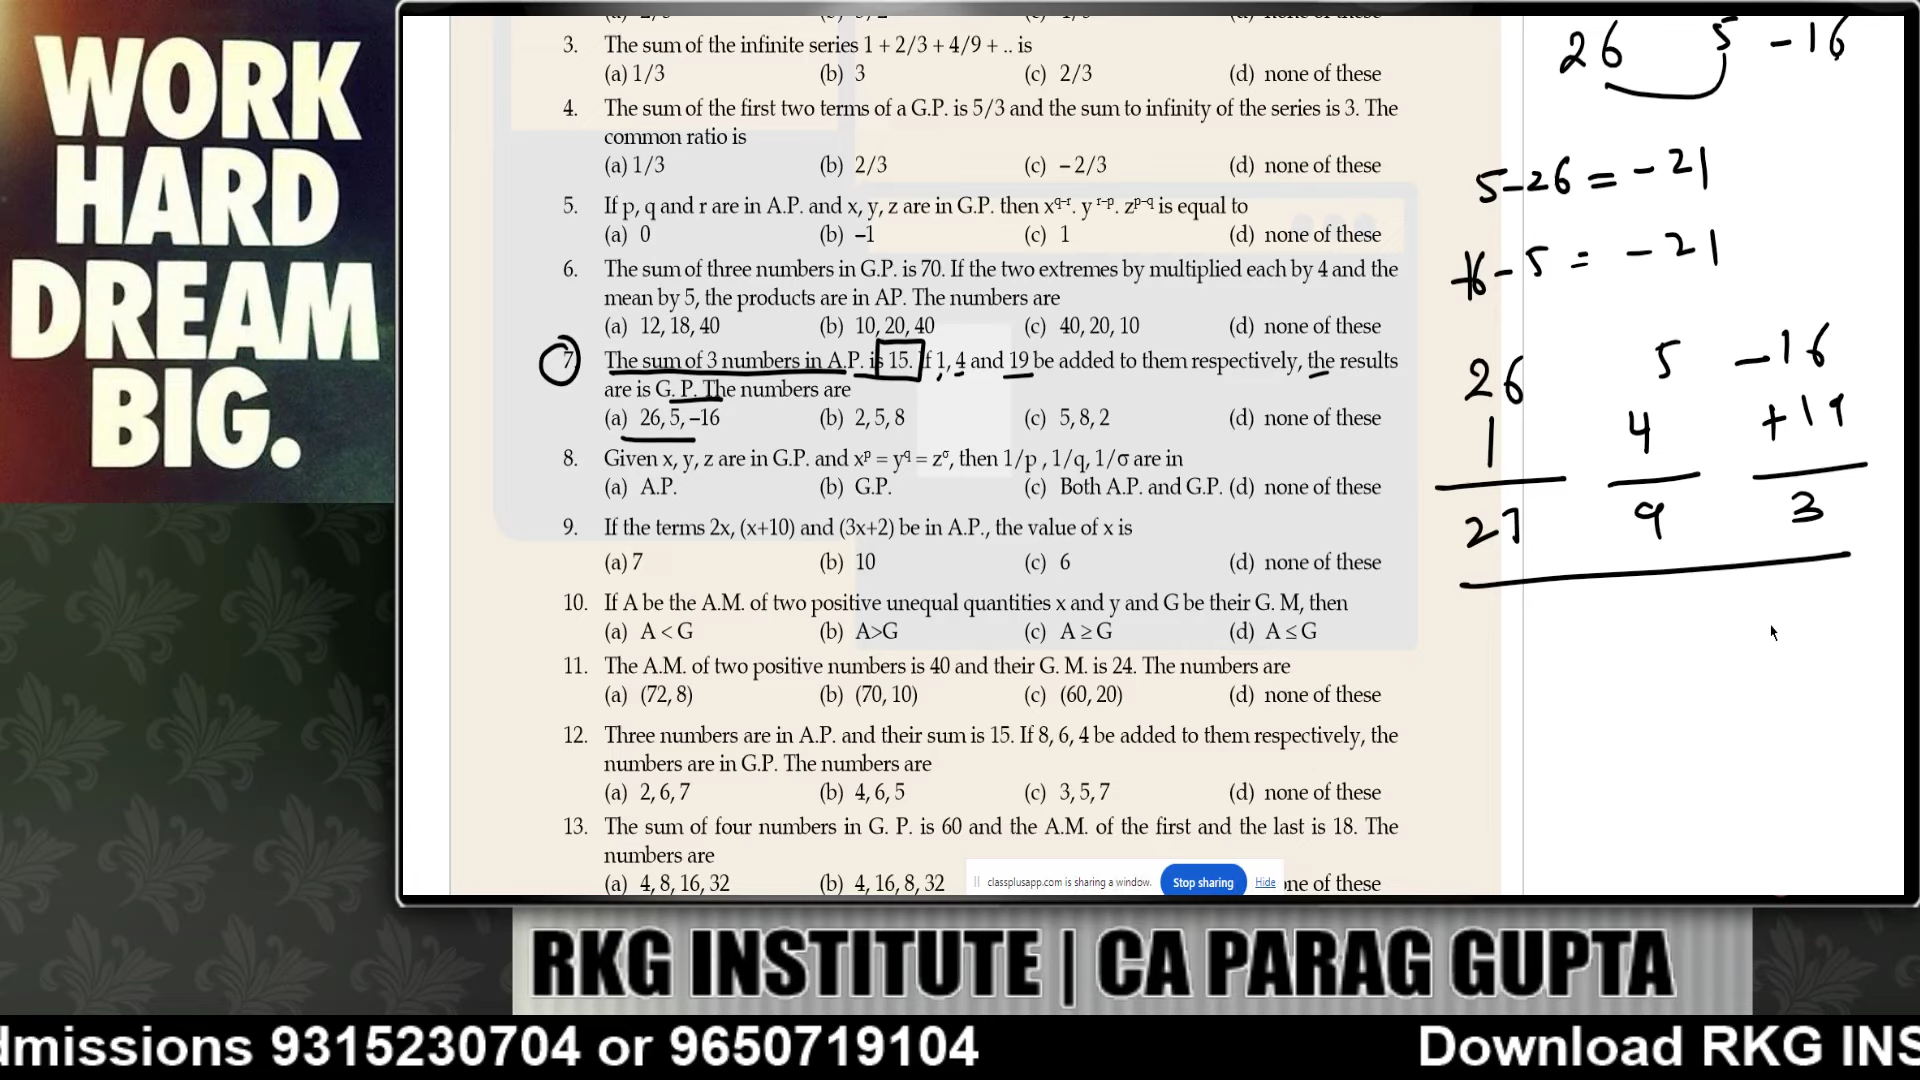 WORK
HARD
DREAM
BIG.
3. The sum of the infinite series 1 + 2/3 + 4/9 + .. is
(a) 1/3 (b) 3 (c) 2/3 (d) none of these
4. The sum of the first two terms of a G.P. is 5/3 and the sum to infinity of the series is 3. The
common ratio is
(a) 1/3 (b) 2/3 (c) – 2/3 (d) none of these
5. If p, q and r are in A.P. and x, y, z are in G.P. then x^q–r. y^r–p. z^p–q is equal to
(a) 0 (b) –1 (c) 1 (d) none of these
6. The sum of three numbers in G.P. is 70. If the two extremes by multiplied each by 4 and the
mean by 5, the products are in AP. The numbers are
(a) 12, 18, 40 (b) 10, 20, 40 (c) 40, 20, 10 (d) none of these
7. The sum of 3 numbers in A.P. is 15. If 1, 4 and 19 be added to them respectively, the results
are is G. P. The numbers are
(a) 26, 5, –16 (b) 2, 5, 8 (c) 5, 8, 2 (d) none of these
8. Given x, y, z are in G.P. and x^p = y^q = z^σ, then 1/p , 1/q, 1/σ are in
(a) A.P. (b) G.P. (c) Both A.P. and G.P. (d) none of these
9. If the terms 2x, (x+10) and (3x+2) be in A.P., the value of x is
(a) 7 (b) 10 (c) 6 (d) none of these
10. If A be the A.M. of two positive unequal quantities x and y and G be their G. M, then
(a) A < G (b) A>G (c) A ≥ G (d) A ≤ G
11. The A.M. of two positive numbers is 40 and their G. M. is 24. The numbers are
(a) (72, 8) (b) (70, 10) (c) (60, 20) (d) none of these
12. Three numbers are in A.P. and their sum is 15. If 8, 6, 4 be added to them respectively, the
numbers are in G.P. The numbers are
(a) 2, 6, 7 (b) 4, 6, 5 (c) 3, 5, 7 (d) none of these
13. The sum of four numbers in G. P. is 60 and the A.M. of the first and the last is 18. The
numbers are
(a) 4, 8, 16, 32 (b) 4, 16, 8, 32 ne of these
classplusapp.com is sharing a window. Stop sharing Hide
26 5 -16
5-26 = -21
-16-5 = -21
26 5 -16
1 4 +19
27 9 3
RKG INSTITUTE | CA PARAG GUPTA
dmissions 9315230704 or 9650719104 Download RKG INS